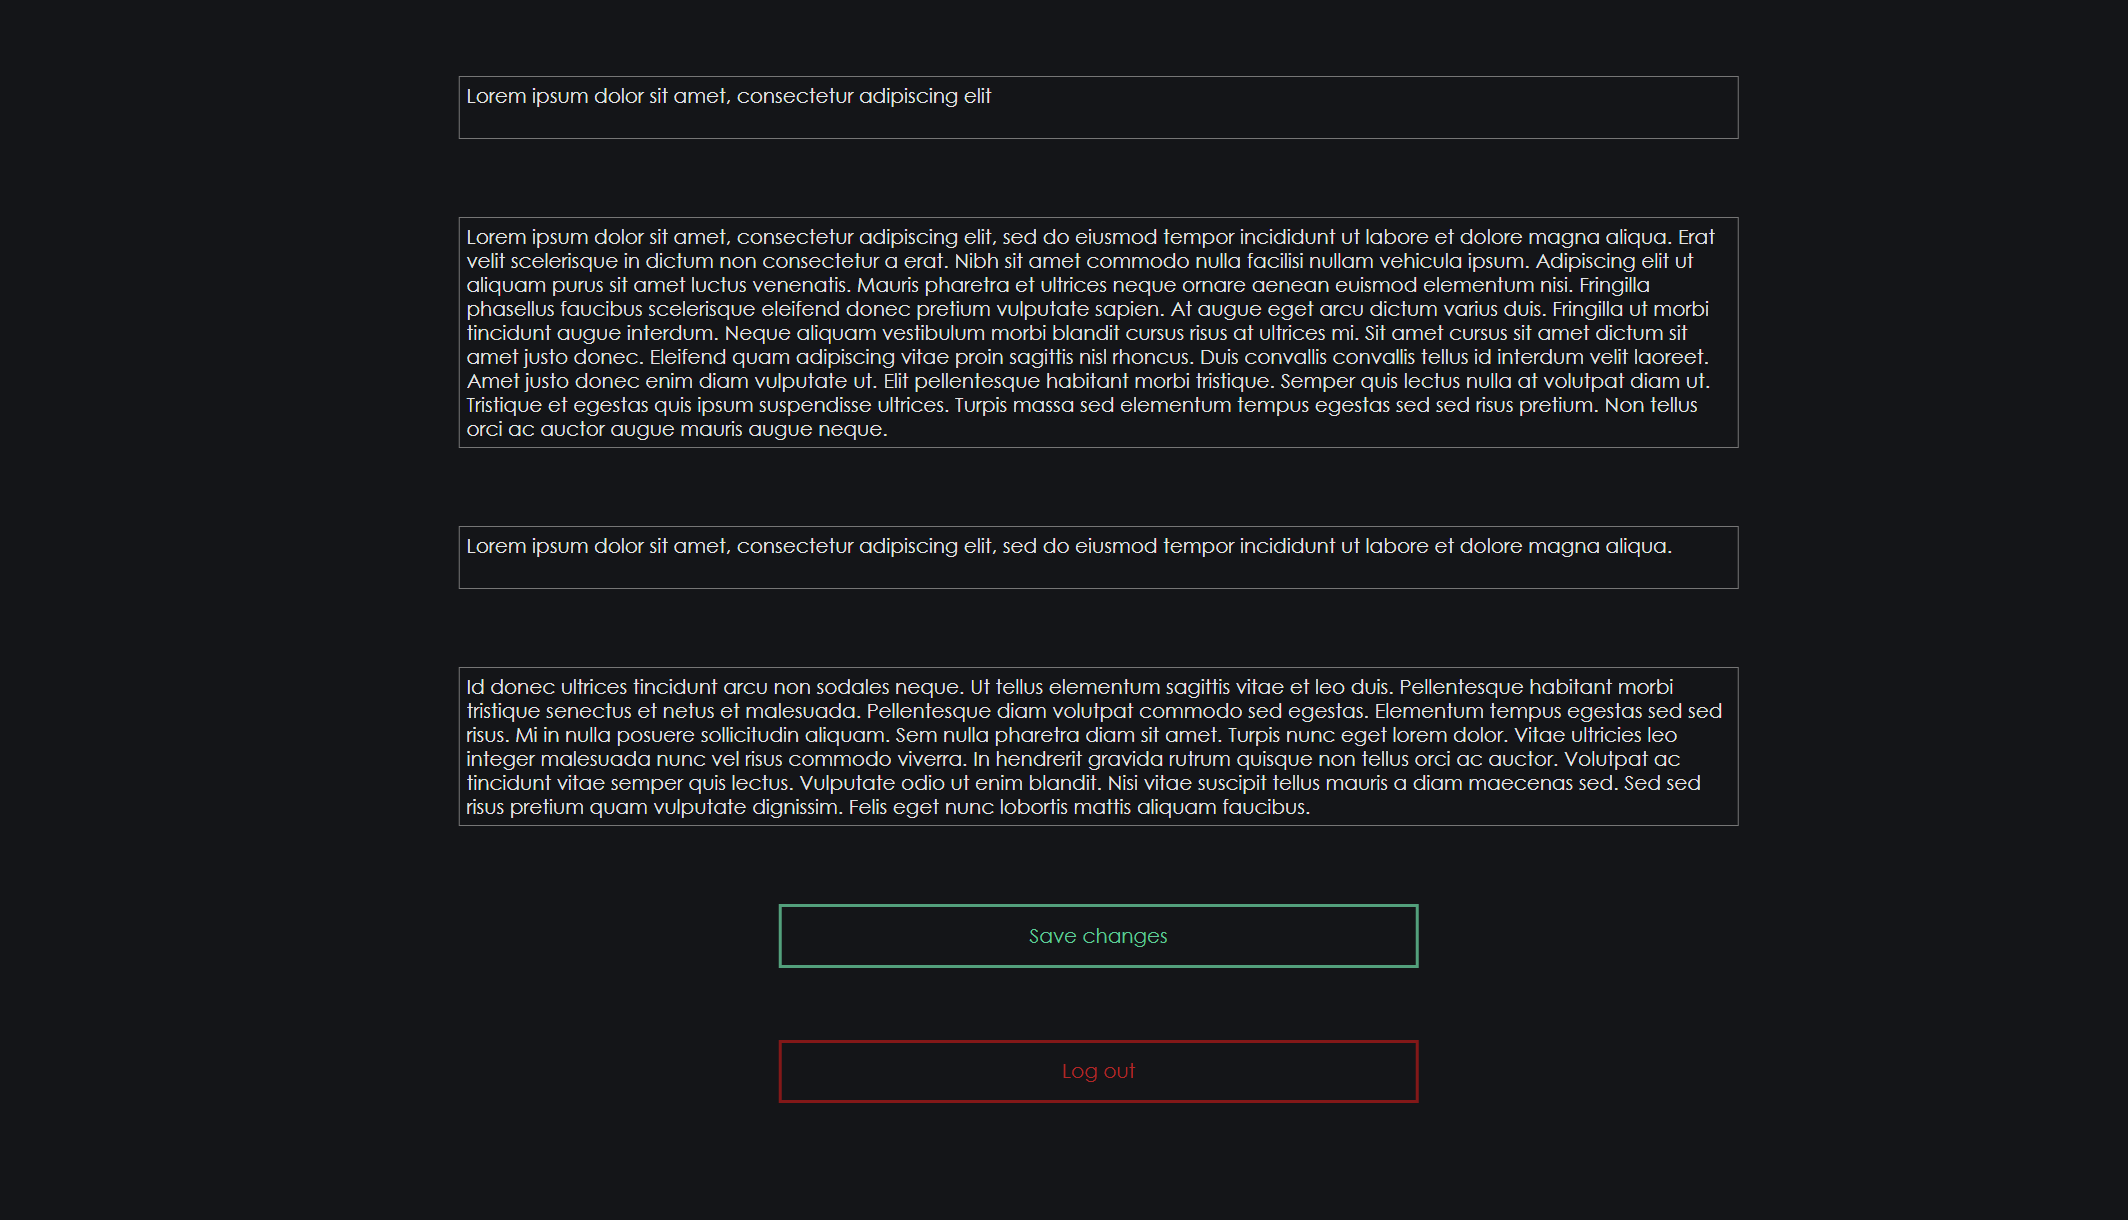 Lorem ipsum dolor sit amet, consectetur adipiscing elit
Lorem ipsum dolor sit amet, consectetur adipiscing elit, sed do eiusmod tempor incididunt ut labore et dolore magna aliqua. Erat
velit scelerisque in dictum non consectetur a erat. Nibh sit amet commodo nulla facilisi nullam vehicula ipsum. Adipiscing elit ut
aliquam purus sit amet luctus venenatis. Mauris pharetra et ultrices neque ornare aenean euismod elementum nisi. Fringilla
phasellus faucibus scelerisque eleifend donec pretium vulputate sapien. At augue eget arcu dictum varius duis. Fringilla ut morbi
tincidunt augue interdum. Neque aliquam vestibulum morbi blandit cursus risus at ultrices mi. Sit amet cursus sit amet dictum sit
amet justo donec. Eleifend quam adipiscing vitae proin sagittis nisl rhoncus. Duis convallis convallis tellus id interdum velit laoreet.
Amet justo donec enim diam vulputate ut. Elit pellentesque habitant morbi tristique. Semper quis lectus nulla at volutpat diam ut.
Tristique et egestas quis ipsum suspendisse ultrices. Turpis massa sed elementum tempus egestas sed sed risus pretium. Non tellus
orci ac auctor augue mauris augue neque.
Lorem ipsum dolor sit amet, consectetur adipiscing elit, sed do eiusmod tempor incididunt ut labore et dolore magna aliqua.
Id donec ultrices tincidunt arcu non sodales neque. Ut tellus elementum sagittis vitae et leo duis. Pellentesque habitant morbi
tristique senectus et netus et malesuada. Pellentesque diam volutpat commodo sed egestas. Elementum tempus egestas sed sed
risus. Mi in nulla posuere sollicitudin aliquam. Sem nulla pharetra diam sit amet. Turpis nunc eget lorem dolor. Vitae ultricies leo
integer malesuada nunc vel risus commodo viverra. In hendrerit gravida rutrum quisque non tellus orci ac auctor. Volutpat ac
tincidunt vitae semper quis lectus. Vulputate odio ut enim blandit. Nisi vitae suscipit tellus mauris a diam maecenas sed. Sed sed
risus pretium quam vulputate dignissim. Felis eget nunc lobortis mattis aliquam faucibus.
Save changes
Log out